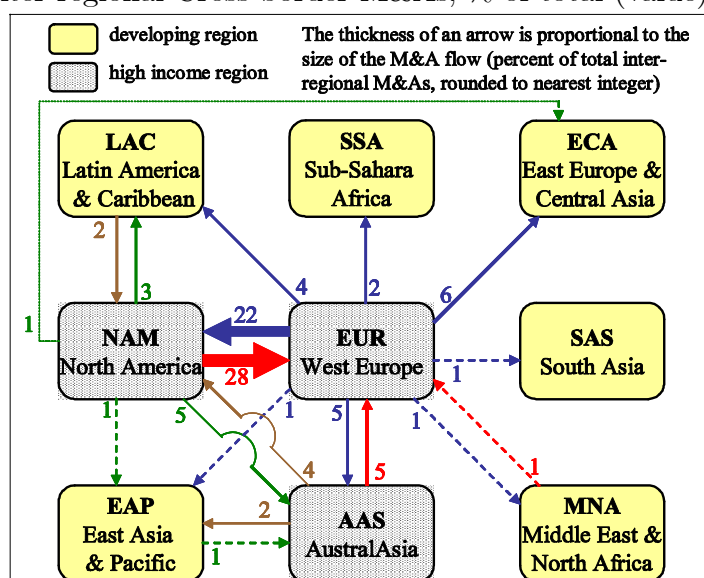 developing region
high income region
The thickness of an arrow is proportional to the
size of the M&A flow (percent of total inter-
regional M&As, rounded to nearest integer)
LAC
Latin America
& Caribbean
SSA
Sub-Sahara
Africa
ECA
East Europe &
Central Asia
2
3
4
2
6
1
NAM
North America
22
28
EUR
West Europe
1
SAS
South Asia
1
5
1
5
1
4
5
1
EAP
East Asia
& Pacific
2
1
AAS
AustralAsia
MNA
Middle East &
North Africa